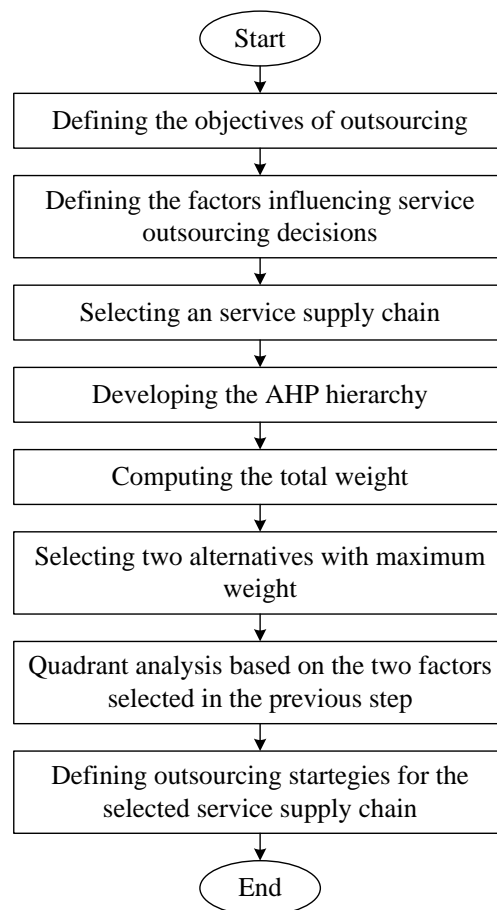 Start
Defining the objectives of outsourcing
Defining the factors influencing service
outsourcing decisions
Selecting an service supply chain
Developing the AHP hierarchy
Computing the total weight
Selecting two alternatives with maximum
weight
Quadrant analysis based on the two factors
selected in the previous step
Defining outsourcing startegies for the
selected service supply chain
End